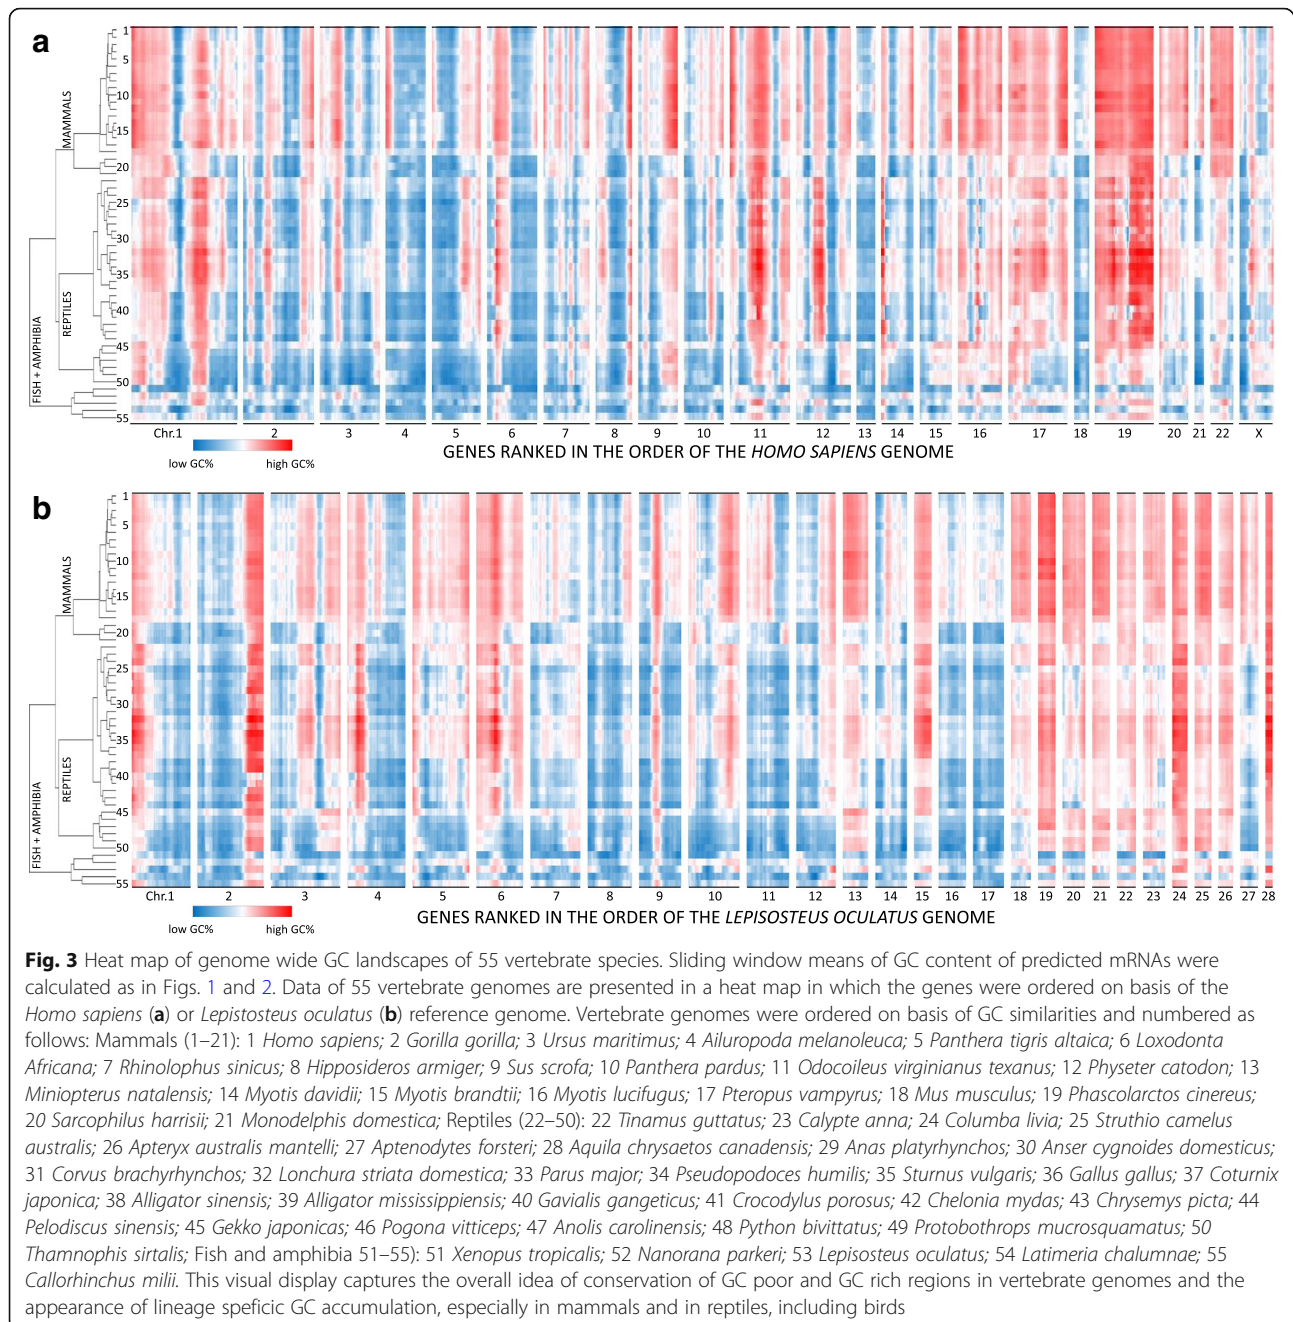 a
1
5
10
15
20
25
30
35
40
45
50
55
MAMMALS
REPTILES
FISH + AMPHIBIA
Chr.1 2 3 4 5 6 7 8 9 10 11 12 13 14 15 16 17 18 19 20 21 22 X
low GC% high GC%
GENES RANKED IN THE ORDER OF THE HOMO SAPIENS GENOME
b
1
5
10
15
20
25
30
35
40
45
50
55
MAMMALS
REPTILES
FISH + AMPHIBIA
Chr.1 2 3 4 5 6 7 8 9 10 11 12 13 14 15 16 17 18 19 20 21 22 23 24 25 26 27 28
low GC% high GC%
GENES RANKED IN THE ORDER OF THE LEPISOSTEUS OCULATUS GENOME
Fig. 3 Heat map of genome wide GC landscapes of 55 vertebrate species. Sliding window means of GC content of predicted mRNAs were
calculated as in Figs. 1 and 2. Data of 55 vertebrate genomes are presented in a heat map in which the genes were ordered on basis of the
Homo sapiens (a) or Lepistosteus oculatus (b) reference genome. Vertebrate genomes were ordered on basis of GC similarities and numbered as
follows: Mammals (1–21): 1 Homo sapiens; 2 Gorilla gorilla; 3 Ursus maritimus; 4 Ailuropoda melanoleuca; 5 Panthera tigris altaica; 6 Loxodonta
Africana; 7 Rhinolophus sinicus; 8 Hipposideros armiger; 9 Sus scrofa; 10 Panthera pardus; 11 Odocoileus virginianus texanus; 12 Physeter catodon; 13
Miniopterus natalensis; 14 Myotis davidii; 15 Myotis brandtii; 16 Myotis lucifugus; 17 Pteropus vampyrus; 18 Mus musculus; 19 Phascolarctos cinereus;
20 Sarcophilus harrisii; 21 Monodelphis domestica; Reptiles (22–50): 22 Tinamus guttatus; 23 Calypte anna; 24 Columba livia; 25 Struthio camelus
australis; 26 Apteryx australis mantelli; 27 Aptenodytes forsteri; 28 Aquila chrysaetos canadensis; 29 Anas platyrhynchos; 30 Anser cygnoides domesticus;
31 Corvus brachyrhynchos; 32 Lonchura striata domestica; 33 Parus major; 34 Pseudopodoces humilis; 35 Sturnus vulgaris; 36 Gallus gallus; 37 Coturnix
japonica; 38 Alligator sinensis; 39 Alligator mississippiensis; 40 Gavialis gangeticus; 41 Crocodylus porosus; 42 Chelonia mydas; 43 Chrysemys picta; 44
Pelodiscus sinensis; 45 Gekko japonicas; 46 Pogona vitticeps; 47 Anolis carolinensis; 48 Python bivittatus; 49 Protobothrops mucrosquamatus; 50
Thamnophis sirtalis; Fish and amphibia 51–55): 51 Xenopus tropicalis; 52 Nanorana parkeri; 53 Lepisosteus oculatus; 54 Latimeria chalumnae; 55
Callorhinchus milii. This visual display captures the overall idea of conservation of GC poor and GC rich regions in vertebrate genomes and the
appearance of lineage speficic GC accumulation, especially in mammals and in reptiles, including birds